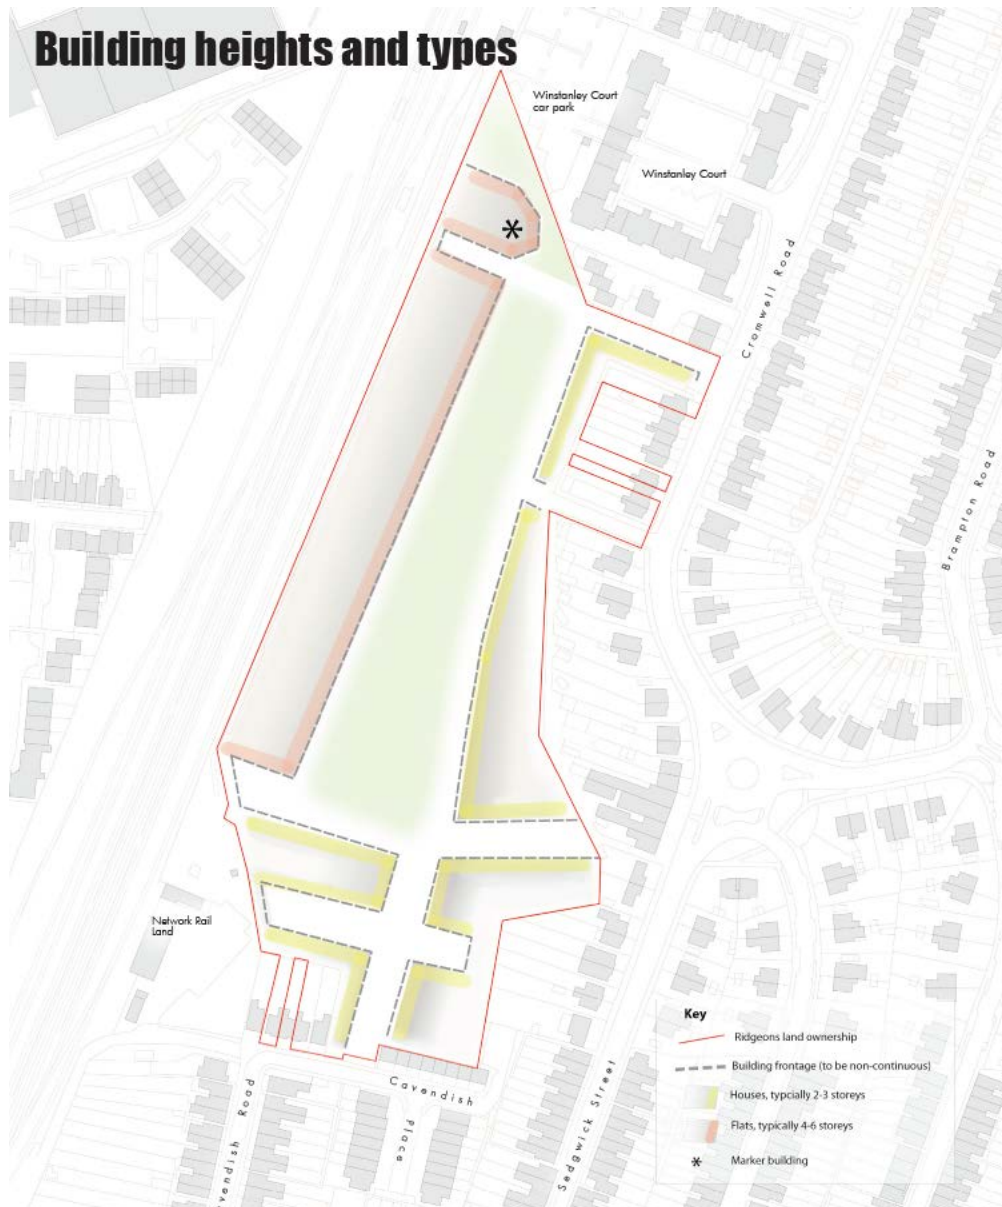 Building heights and types
Winstanley Court
car park
Winstanley Court
Cromwell Road
Brampton Road
Network Rail
Land
Key
Ridgeons land ownership
Building frontage (to be non-continuous)
Houses, typcially 2-3 storeys
Flats, typically 4-6 storeys
* Marker building
Cavendish
Place
Sedgwick Street
vendish Road